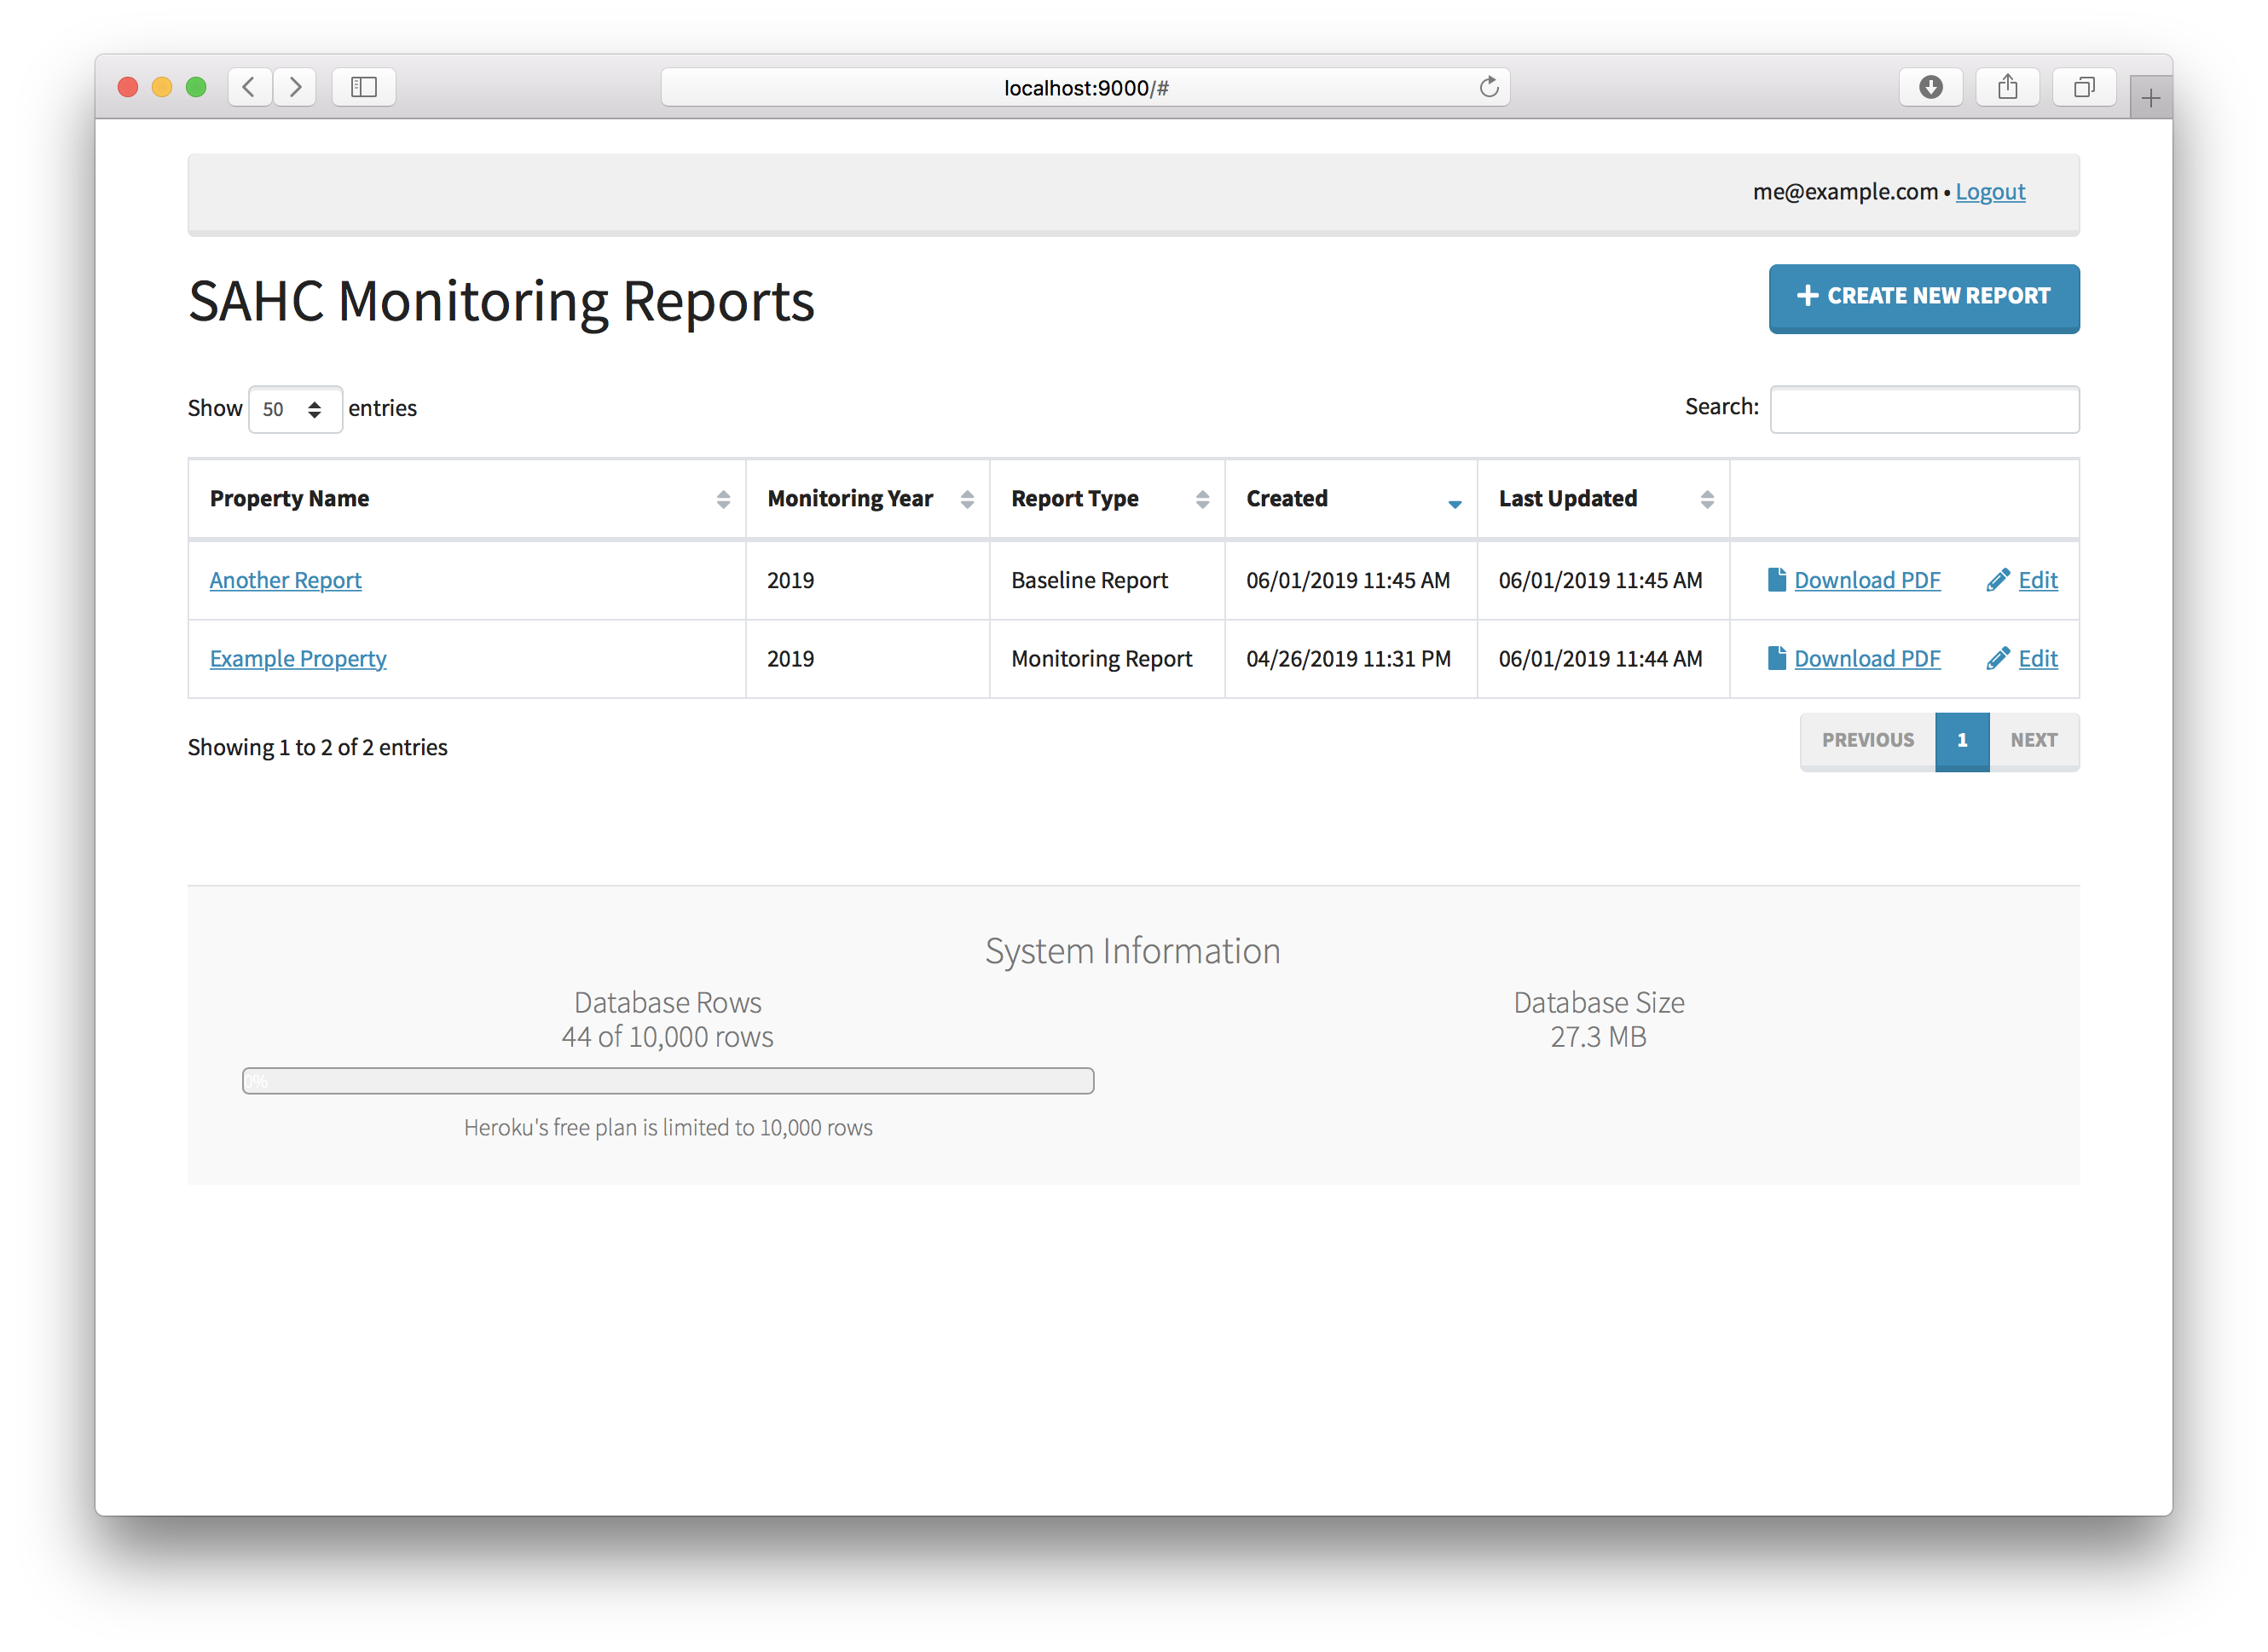 localhost:9000/#
me@example.com • Logout
SAHC Monitoring Reports
CREATE NEW REPORT
Show 50 entries
Search:
Property Name Monitoring Year Report Type Created Last Updated
Another Report 2019 Baseline Report 06/01/2019 11:45 AM 06/01/2019 11:45 AM Download PDF Edit
Example Property 2019 Monitoring Report 04/26/2019 11:31 PM 06/01/2019 11:44 AM Download PDF Edit
Showing 1 to 2 of 2 entries
PREVIOUS 1 NEXT
System Information
Database Rows
44 of 10,000 rows
0%
Heroku's free plan is limited to 10,000 rows
Database Size
27.3 MB